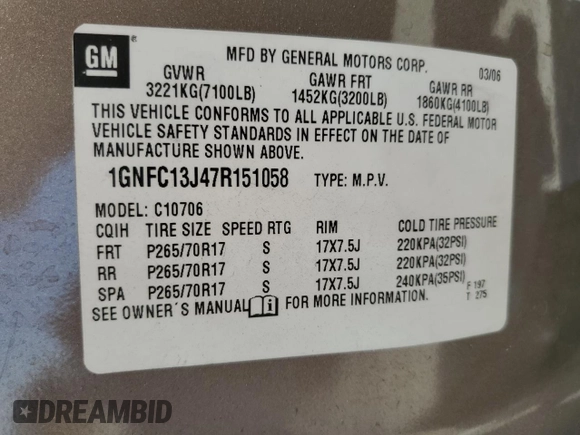 GM
MFD BY GENERAL MOTORS CORP. 03/06
GVWR GAWR FRT GAWR RR
3221KG(7100LB) 1452KG(3200LB) 1860KG(4100LB)
THIS VEHICLE CONFORMS TO ALL APPLICABLE U.S. FEDERAL MOTOR
VEHICLE SAFETY STANDARDS IN EFFECT ON THE DATE OF
MANUFACTURE SHOWN ABOVE.
1GNFC13J47R151058 TYPE: M.P.V.
MODEL: C10706
CQIH TIRE SIZE SPEED RTG RIM COLD TIRE PRESSURE
FRT P265/70R17 S 17X7.5J 220KPA(32PSI)
RR P265/70R17 S 17X7.5J 220KPA(32PSI)
SPA P265/70R17 S 17X7.5J 240KPA(35PSI)
SEE OWNER´S MANUAL FOR MORE INFORMATION.
F: 197
T: 275
DREAMBID